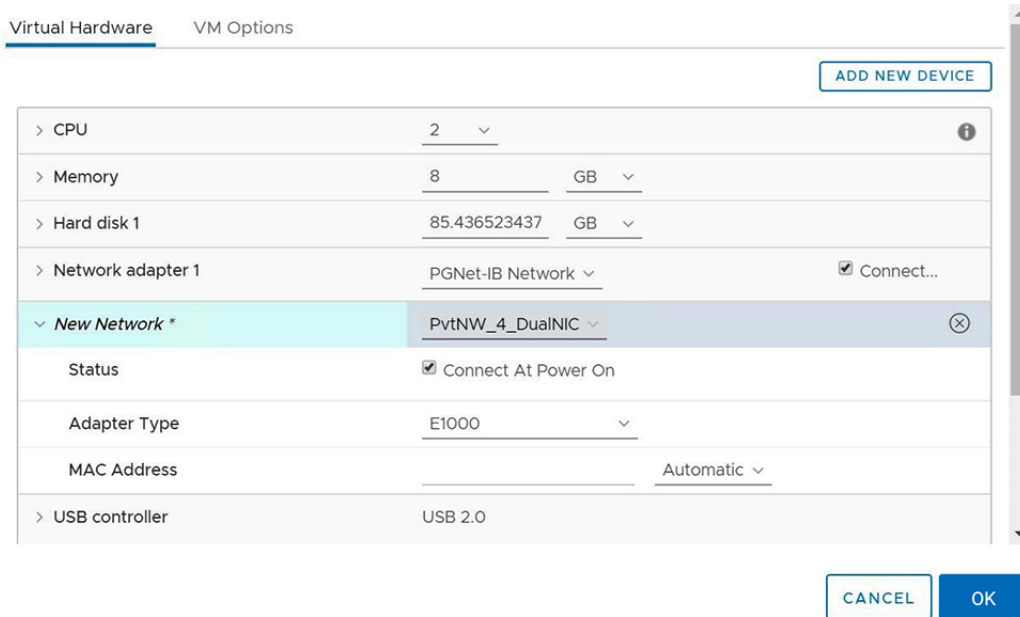 Virtual Hardware VM Options
ADD NEW DEVICE
CPU 2
Memory 8 GB
Hard disk 1 85.436523437 GB
Network adapter 1 PGNet-IB Network Connect...
New Network * PvtNW_4_DualNIC
Status Connect At Power On
Adapter Type E1000
MAC Address Automatic
USB controller USB 2.0
CANCEL OK